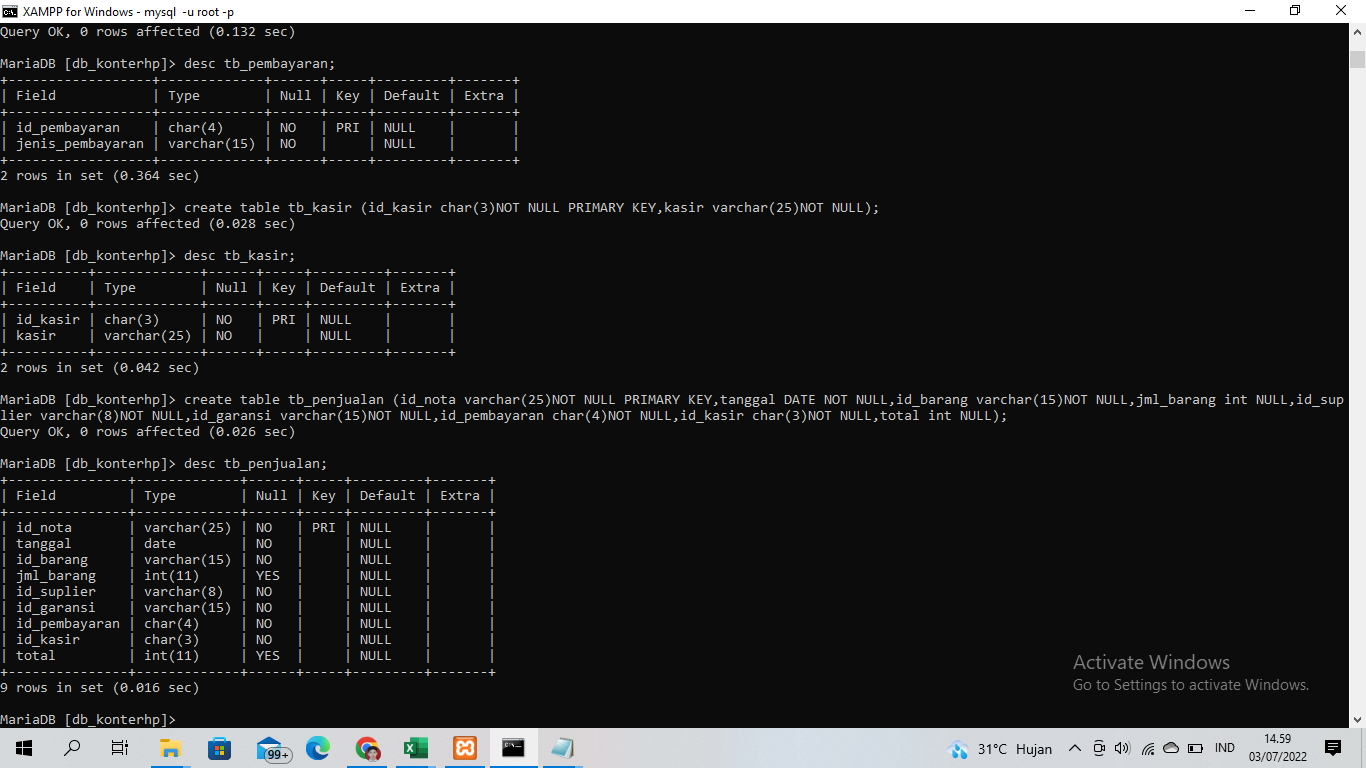 XAMPP for Windows - mysql  -u root -p
Query OK, 0 rows affected (0.132 sec)
MariaDB [db_konterhp]> desc tb_pembayaran;
+------------------+-------------+------+-----+---------+-------+
| Field            | Type        | Null | Key | Default | Extra |
+------------------+-------------+------+-----+---------+-------+
| id_pembayaran    | char(4)     | NO   | PRI | NULL    |       |
| jenis_pembayaran | varchar(15) | NO   |     | NULL    |       |
+------------------+-------------+------+-----+---------+-------+
2 rows in set (0.364 sec)
MariaDB [db_konterhp]> create table tb_kasir (id_kasir char(3)NOT NULL PRIMARY KEY,kasir varchar(25)NOT NULL);
Query OK, 0 rows affected (0.028 sec)
MariaDB [db_konterhp]> desc tb_kasir;
+----------+-------------+------+-----+---------+-------+
| Field    | Type        | Null | Key | Default | Extra |
+----------+-------------+------+-----+---------+-------+
| id_kasir | char(3)     | NO   | PRI | NULL    |       |
| kasir    | varchar(25) | NO   |     | NULL    |       |
+----------+-------------+------+-----+---------+-------+
2 rows in set (0.042 sec)
MariaDB [db_konterhp]> create table tb_penjualan (id_nota varchar(25)NOT NULL PRIMARY KEY,tanggal DATE NOT NULL,id_barang varchar(15)NOT NULL,jml_barang int NULL,id_sup
lier varchar(8)NOT NULL,id_garansi varchar(15)NOT NULL,id_pembayaran char(4)NOT NULL,id_kasir char(3)NOT NULL,total int NULL);
Query OK, 0 rows affected (0.026 sec)
MariaDB [db_konterhp]> desc tb_penjualan;
+---------------+-------------+------+-----+---------+-------+
| Field         | Type        | Null | Key | Default | Extra |
+---------------+-------------+------+-----+---------+-------+
| id_nota       | varchar(25) | NO   | PRI | NULL    |       |
| tanggal       | date        | NO   |     | NULL    |       |
| id_barang     | varchar(15) | NO   |     | NULL    |       |
| jml_barang    | int(11)     | YES  |     | NULL    |       |
| id_suplier    | varchar(8)  | NO   |     | NULL    |       |
| id_garansi    | varchar(15) | NO   |     | NULL    |       |
| id_pembayaran | char(4)     | NO   |     | NULL    |       |
| id_kasir      | char(3)     | NO   |     | NULL    |       |
| total         | int(11)     | YES  |     | NULL    |       |
+---------------+-------------+------+-----+---------+-------+
9 rows in set (0.016 sec)
MariaDB [db_konterhp]>
Activate Windows
Go to Settings to activate Windows.
99+
31°C Hujan
IND
14.59
03/07/2022